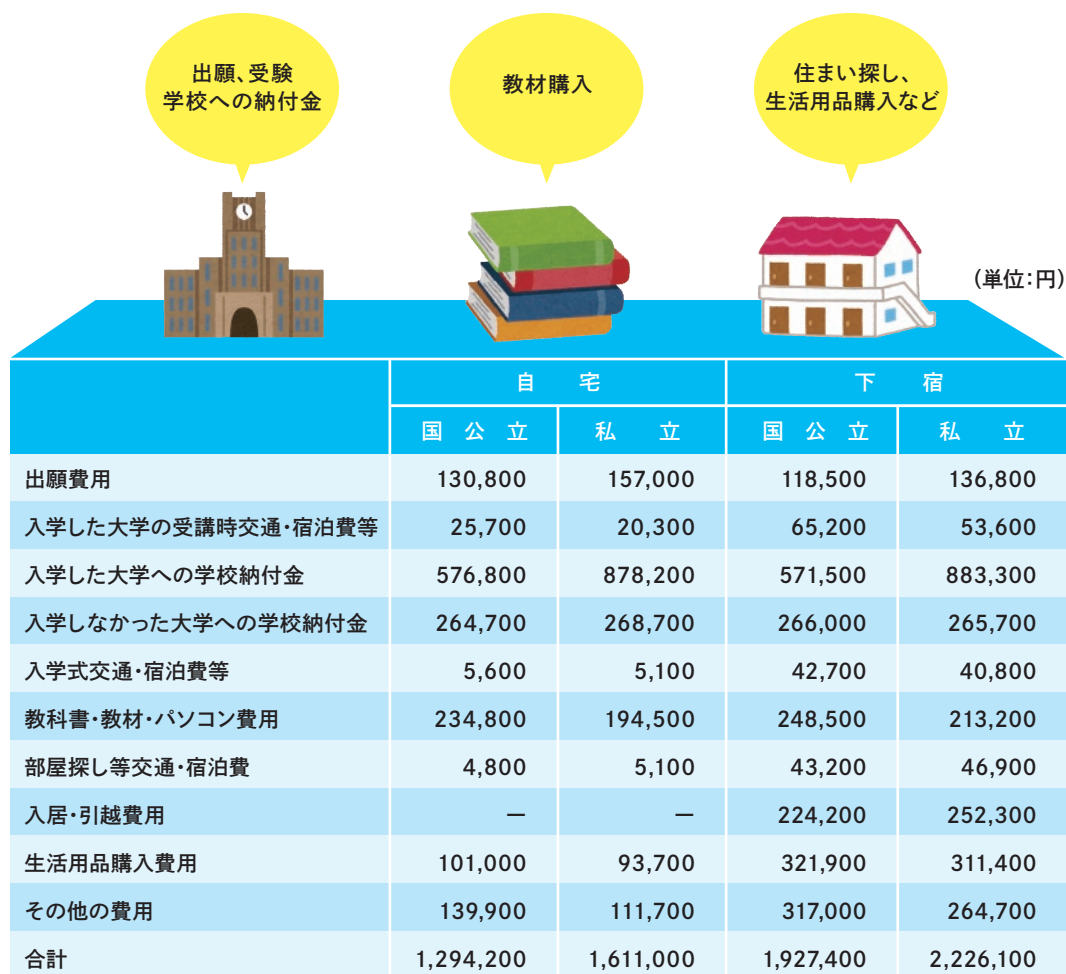 出願、受験
学校への納付金
教材購入
住まい探し、
生活用品購入など
(単位:円)
自宅 下宿
国公立 私立 国公立 私立
出願費用 130,800 157,000 118,500 136,800
入学した大学の受講時交通・宿泊費等 25,700 20,300 65,200 53,600
入学した大学への学校納付金 576,800 878,200 571,500 883,300
入学しなかった大学への学校納付金 264,700 268,700 266,000 265,700
入学式交通・宿泊費等 5,600 5,100 42,700 40,800
教科書・教材・パソコン費用 234,800 194,500 248,500 213,200
部屋探し等交通・宿泊費 4,800 5,100 43,200 46,900
入居・引越費用 — — 224,200 252,300
生活用品購入費用 101,000 93,700 321,900 311,400
その他の費用 139,900 111,700 317,000 264,700
合計 1,294,200 1,611,000 1,927,400 2,226,100